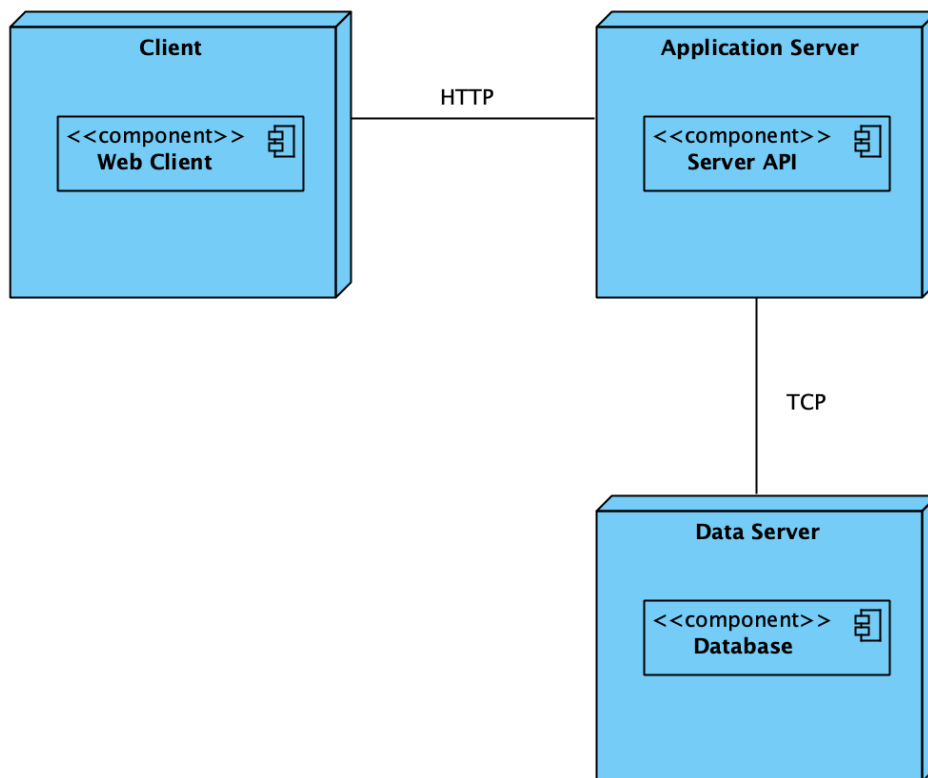 Client
<<component>>
Web Client
HTTP
Application Server
<<component>>
Server API
TCP
Data Server
<<component>>
Database